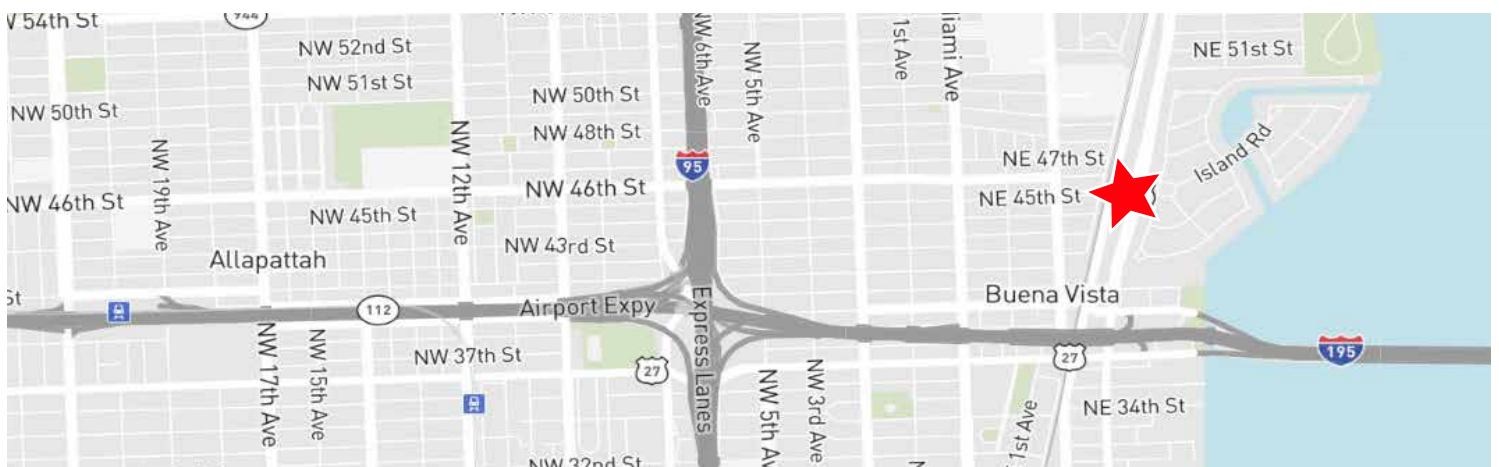 W 54th St
944
NW 52nd St
NW 51st St
NW 50th St
NW 19th Ave
NW 12th Ave
NW 46th St
NW 45th St
Allapattah
St
112
NW 17th Ave
NW 15th Ave
NW 37th St
NW 6th Ave
NW 5th Ave
NW 50th St
NW 48th St
95
NW 46th St
NW 43rd St
Airport Expy
Express Lanes
27
NW 5th Av
NW 3rd Ave
NW 32nd St
1st Ave
Miami Ave
NE 51st St
NE 47th St
NE 45th St
Island Rd
Buena Vista
27
195
NE 34th St
1st Ave